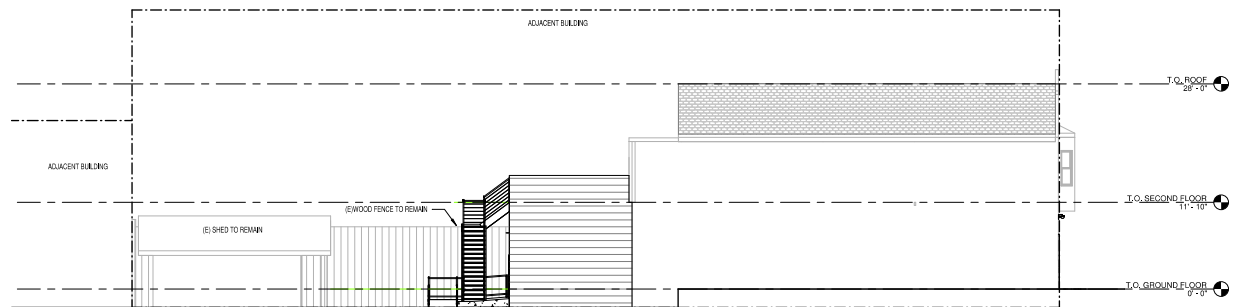 ADJACENT BUILDING
T.O. ROOF
28' - 0"
ADJACENT BUILDING
T.O. SECOND FLOOR
11' - 10"
(E)WOOD FENCE TO REMAIN
(E) SHED TO REMAIN
T.O. GROUND FLOOR
0' - 0"